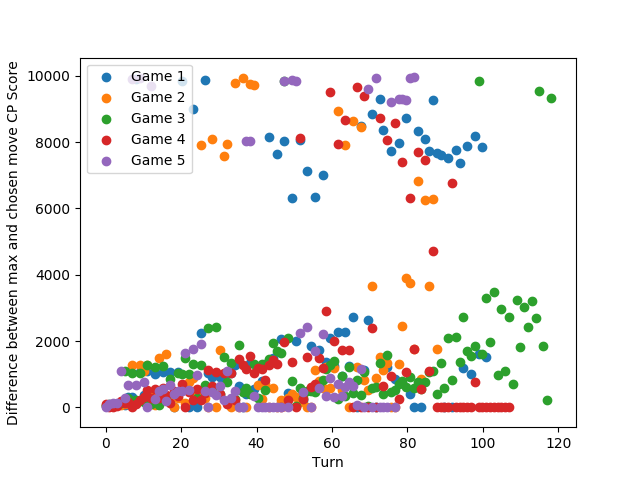 Game 1
Game 2
Game 3
Game 4
Game 5
Difference between max and chosen move CP Score
10000
8000
6000
4000
2000
0
0 20 40 60 80 100 120
Turn